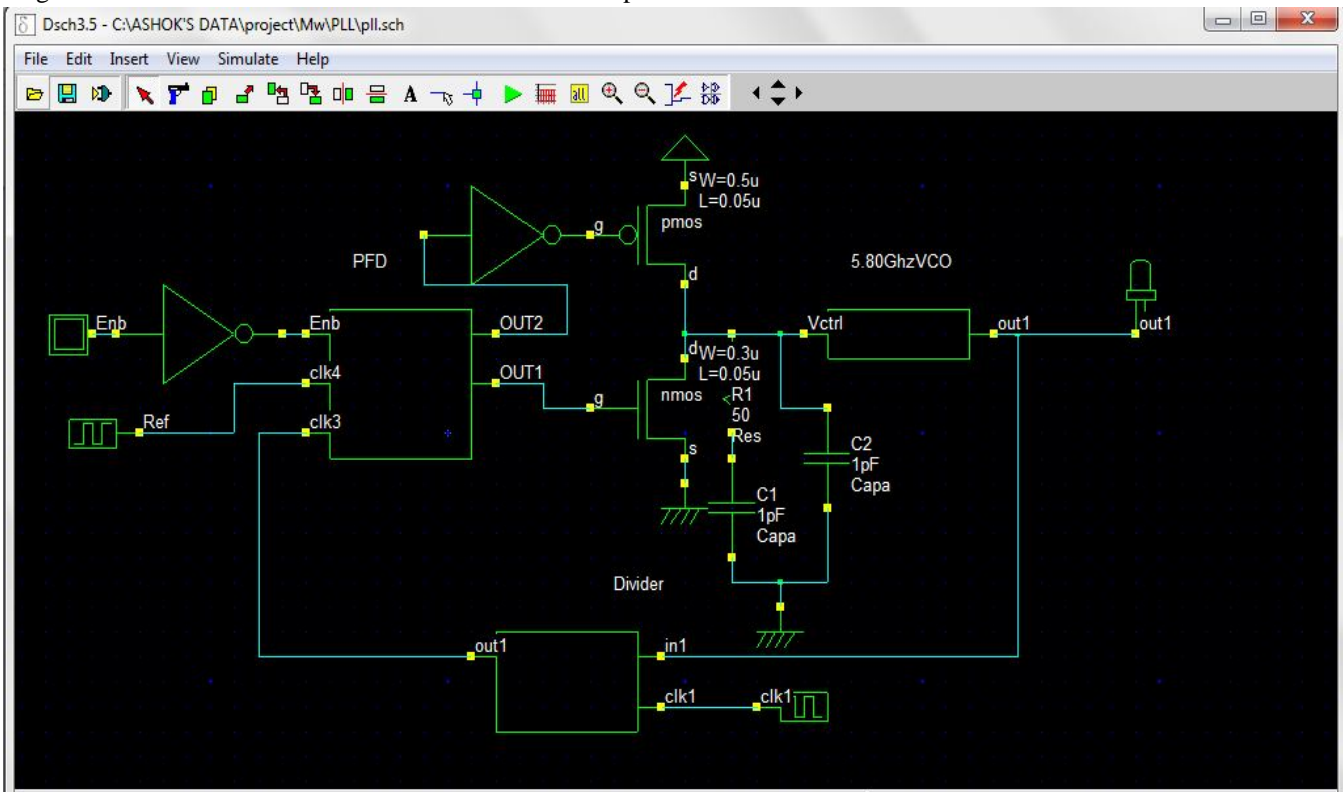 Dsch3.5 - C:\ASHOK'S DATA\project\Mw\PLL\pll.sch
File Edit Insert View Simulate Help
A
all
s
W=0.5u
L=0.05u
pmos
g
d
PFD
5.80GhzVCO
Enb
Enb
OUT2
Vctrl
out1
out1
d
W=0.3u
L=0.05u
nmos
R1
50
Res
clk4
OUT1
g
Ref
clk3
s
C2
1pF
Capa
C1
1pF
Capa
Divider
out1
in1
clk1
clk1